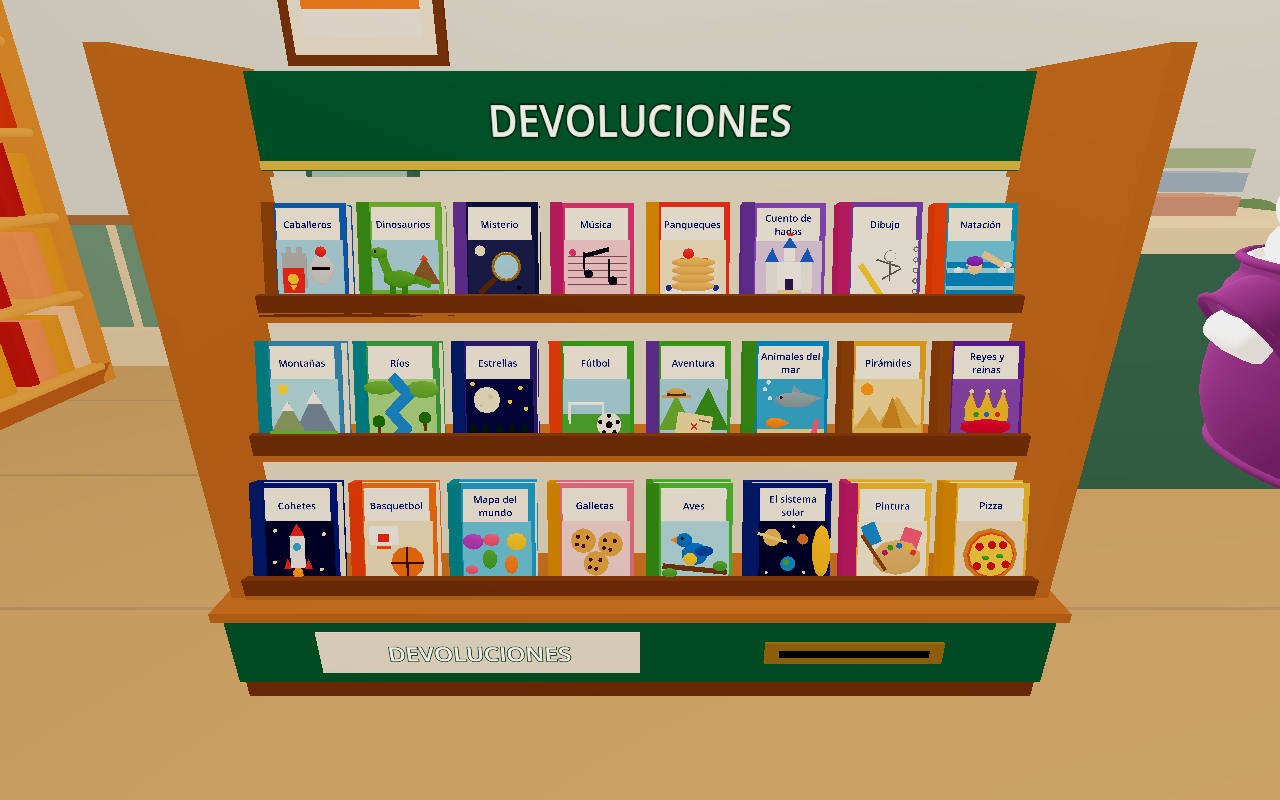 DEVOLUCIONES
Caballeros
Dinosaurios
Misterio
Música
Panqueques
Cuento de
hadas
Dibujo
Natación
Montañas
Ríos
Estrellas
Fútbol
Aventura
Animales del
mar
Pirámides
Reyes y
reinas
Cohetes
Basquetbol
Mapa del
mundo
Galletas
Aves
El sistema
solar
Pintura
Pizza
DEVOLUCIONES